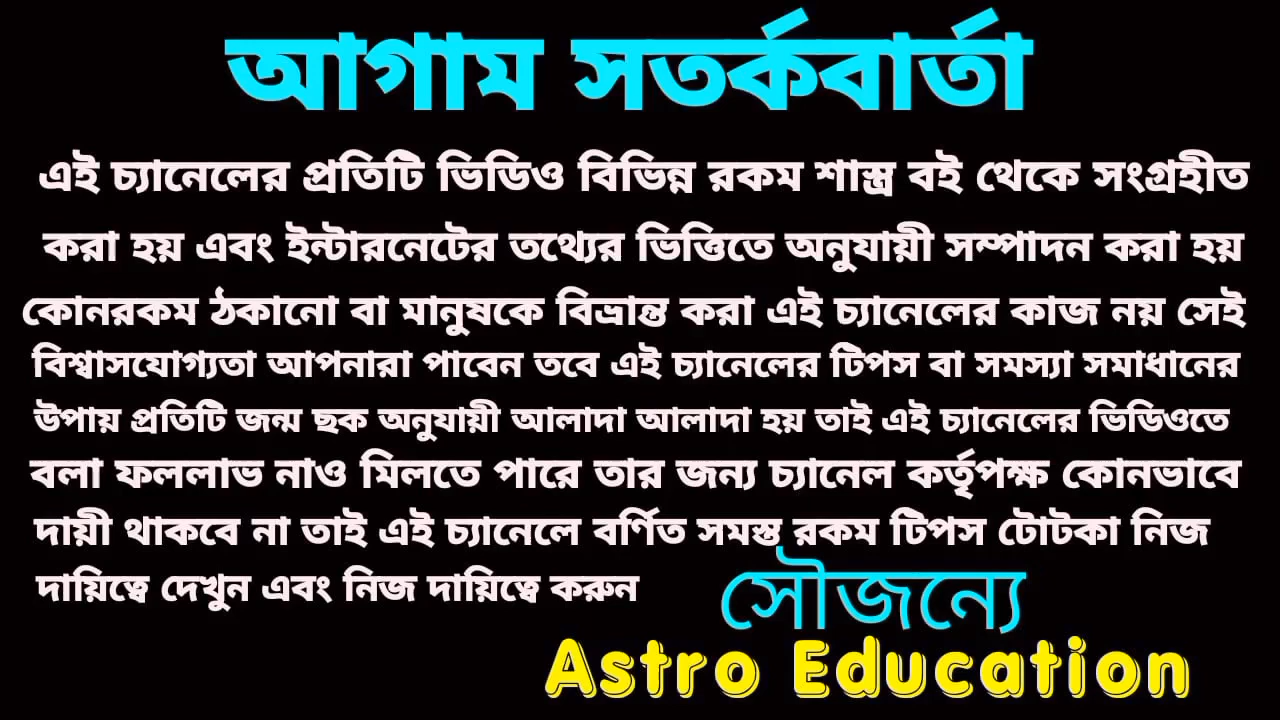 আগাম সতর্কবার্তা
এই চ্যানেলের প্রতিটি ভিডিও বিভিন্ন রকম শাস্ত্র বই থেকে সংগ্রহীত
করা হয় এবং ইন্টারনেটের তথ্যের ভিত্তিতে অনুযায়ী সম্পাদন করা হয়
কোনরকম ঠকানো বা মানুষকে বিভ্রান্ত করা এই চ্যানেলের কাজ নয় সেই
বিশ্বাসযোগ্যতা আপনারা পাবেন তবে এই চ্যানেলের টিপস বা সমস্যা সমাধানের
উপায় প্রতিটি জন্ম ছক অনুযায়ী আলাদা আলাদা হয় তাই এই চ্যানেলের ভিডিওতে
বলা ফললাভ নাও মিলতে পারে তার জন্য চ্যানেল কর্তৃপক্ষ কোনভাবে
দায়ী থাকবে না তাই এই চ্যানেলে বর্ণিত সমস্ত রকম টিপস টোটকা নিজ
দায়িত্বে দেখুন এবং নিজ দায়িত্বে করুন
সৌজন্যে
Astro Education